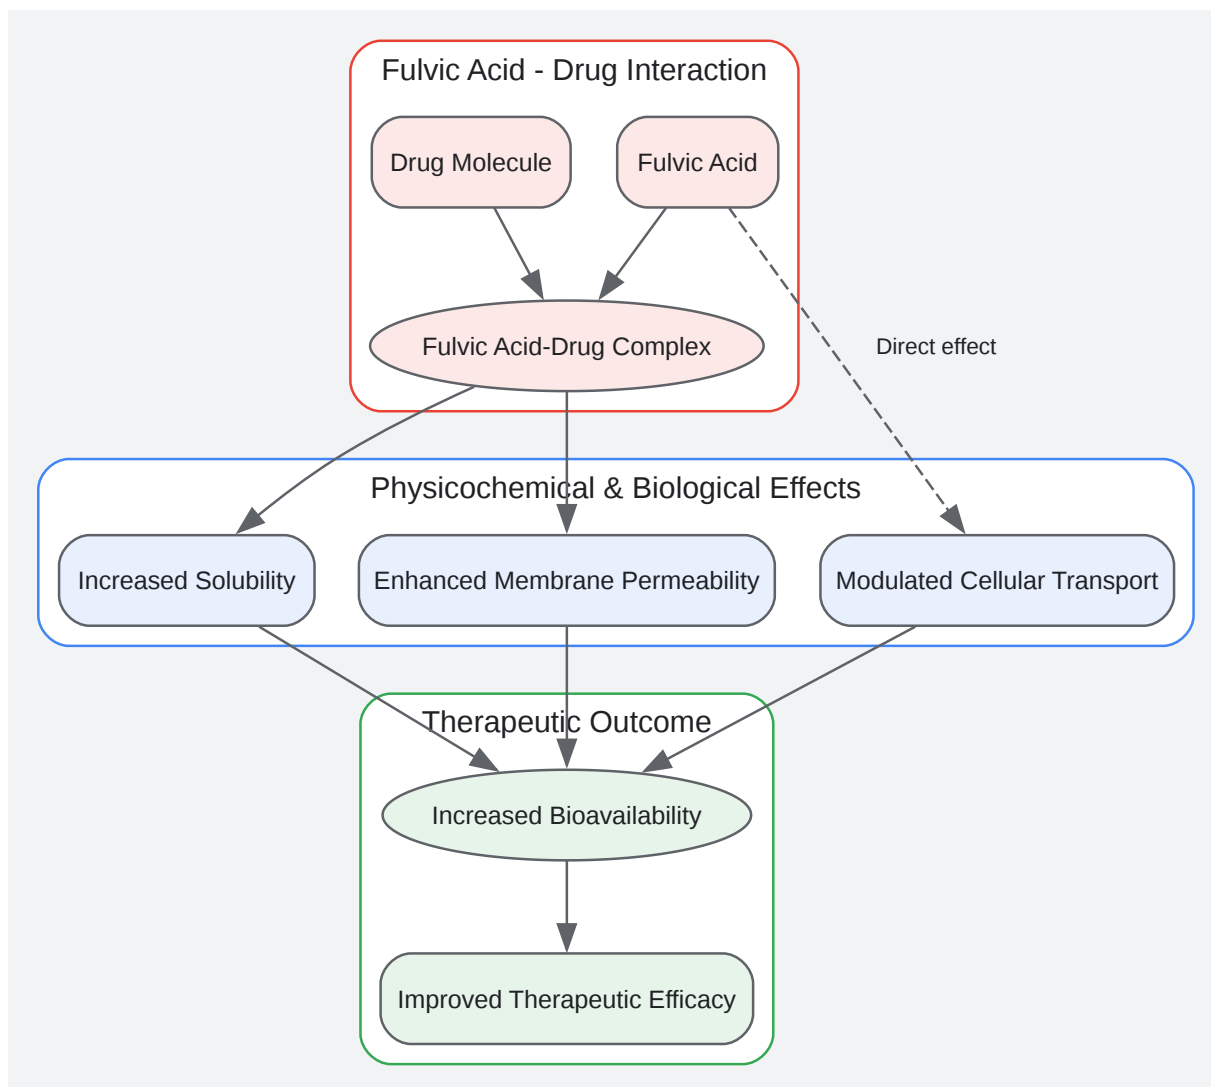 Fulvic Acid - Drug Interaction
Drug Molecule
Fulvic Acid
Fulvic Acid-Drug Complex
Direct effect
Physicochemical & Biological Effects
Increased Solubility
Enhanced Membrane Permeability
Modulated Cellular Transport
Therapeutic Outcome
Increased Bioavailability
Improved Therapeutic Efficacy